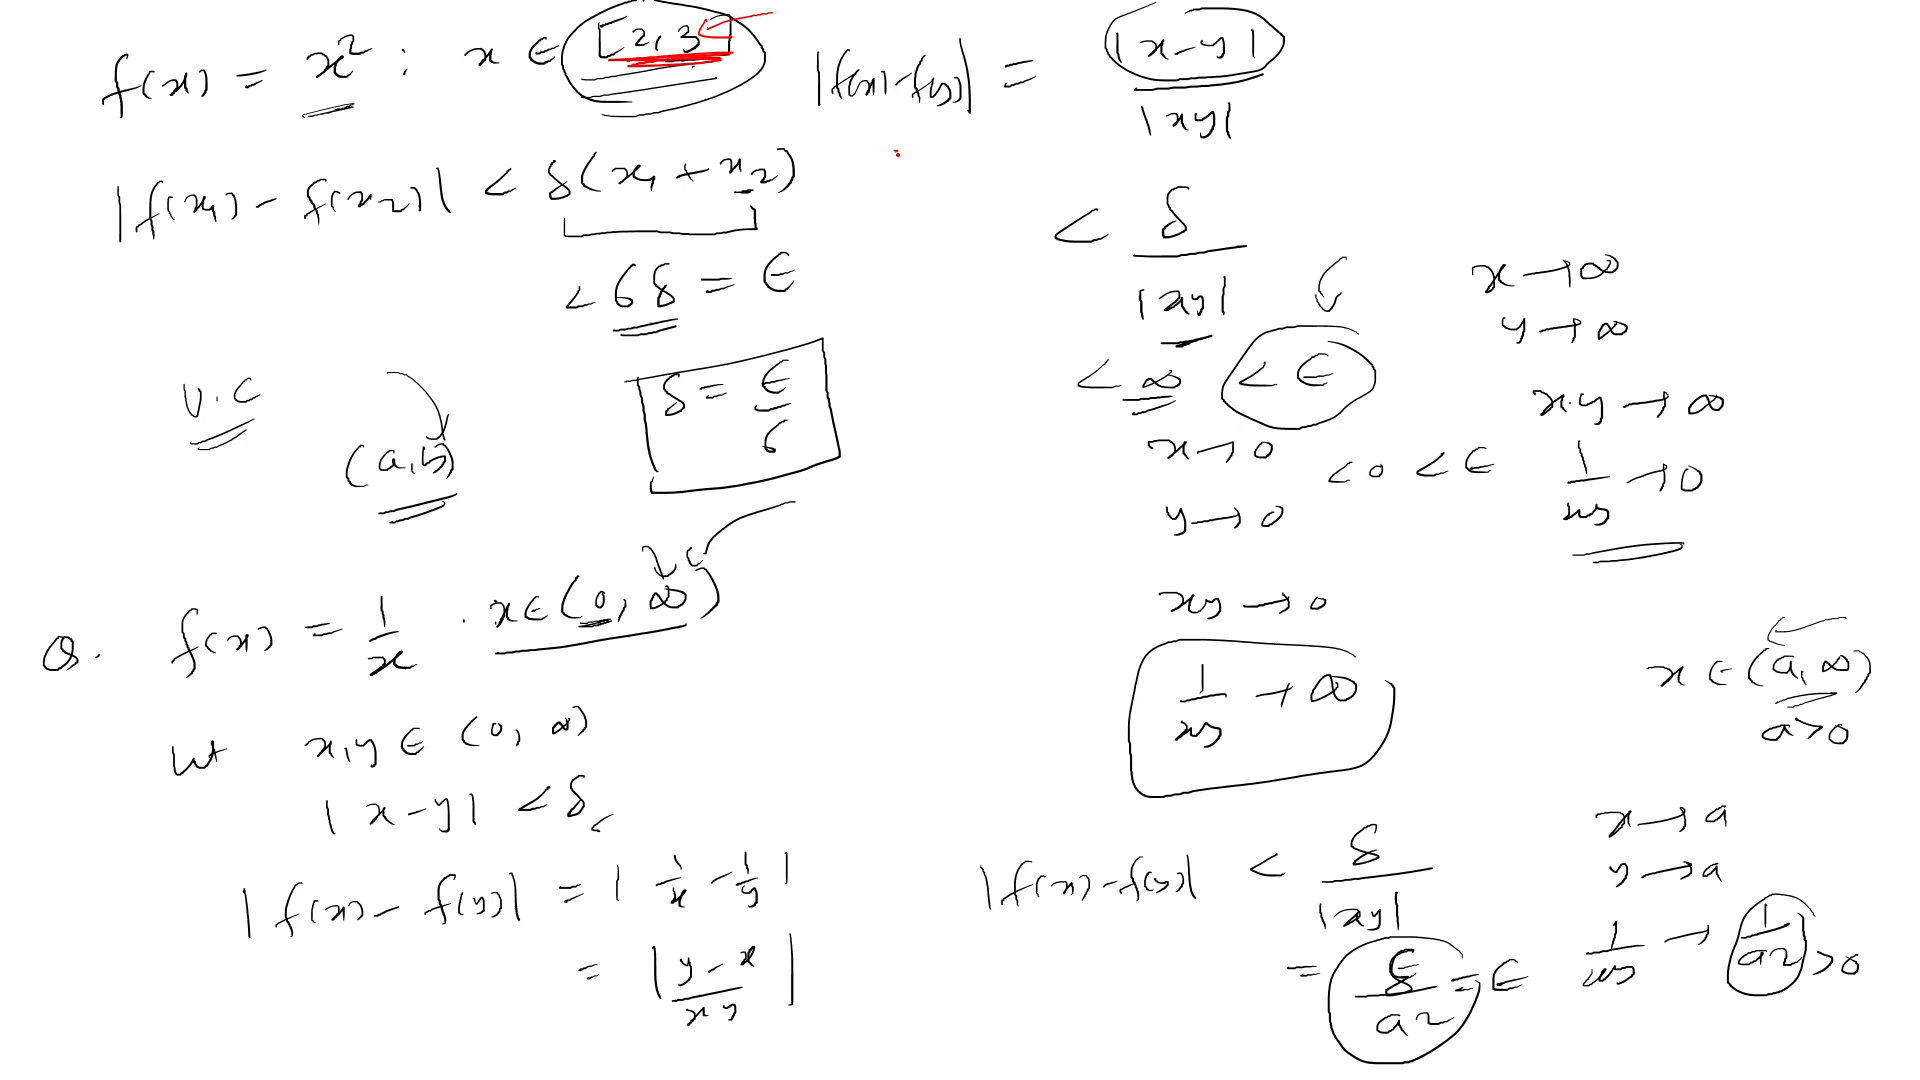 f(x) = x² : x ∈ [2, 3]
|f(x₁) - f(x₂)| < δ(x₁ + x₂)
< 6δ = ∈
U.C
(a, b)
δ = ∈/6
Q. f(x) = 1/x . x ∈ (0, ∞)
let x, y ∈ (0, ∞)
|x - y| < δ
|f(x) - f(y)| = |1/x - 1/y|
= |(y - x)/xy|
|f(x) - f(y)| = |x - y|/|xy|
< δ/|xy|
< ∞ < ∈
x → 0
y → 0
xy → 0
1/xy → ∞
x → ∞
y → ∞
x.y → ∞
< 0 < ∈
1/xy → 0
x ∈ (a, ∞)
a > 0
|f(x) - f(y)| < δ/|xy|
= δ/a2 = ∈
x → a
y → a
1/xy → 1/a2 > 0